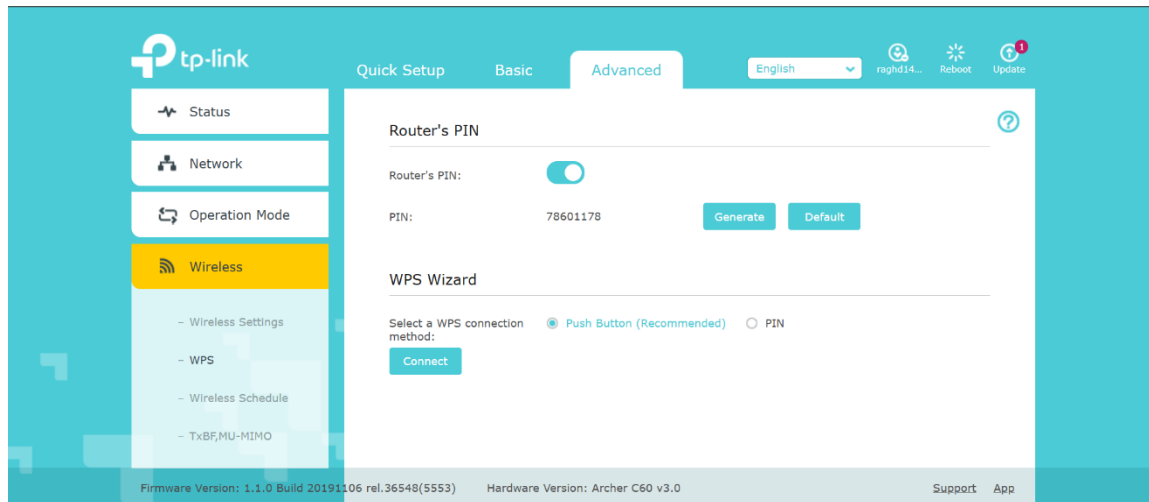 tp-link
Quick Setup Basic Advanced English raghd14... Reboot Update 1
Status
Network
Operation Mode
Wireless
– Wireless Settings
– WPS
– Wireless Schedule
– TxBF,MU-MIMO
Router's PIN
?
Router's PIN:
PIN: 78601178 Generate Default
WPS Wizard
Select a WPS connection Push Button (Recommended) PIN
method:
Connect
Firmware Version: 1.1.0 Build 20191106 rel.36548(5553) Hardware Version: Archer C60 v3.0 Support App